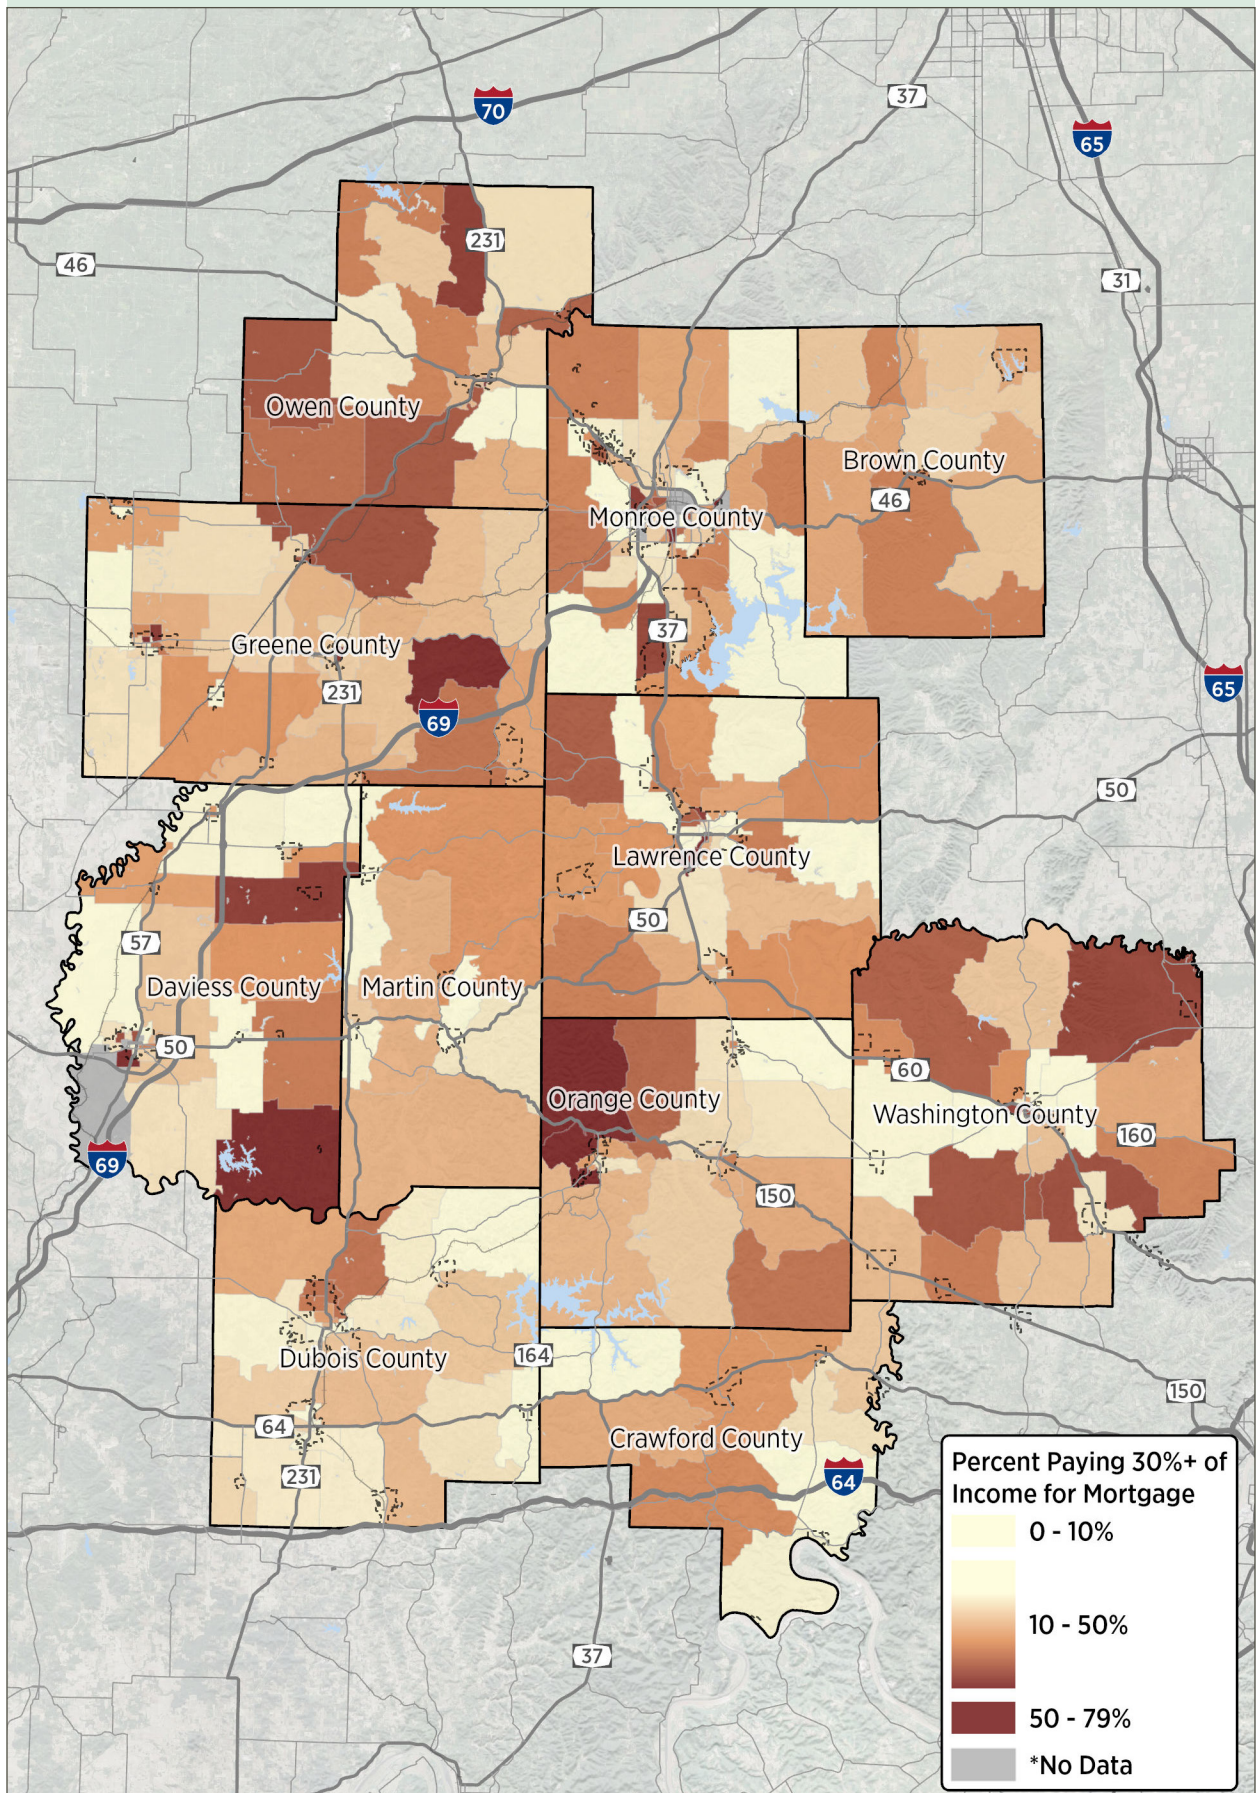 70
37
65
231
46
31
Owen County
Brown County
46
Monroe County
37
Greene County
231
65
69
50
Lawrence County
50
57
Daviess County
Martin County
50
60
Orange County
Washington County
160
69
150
164
Dubois County
150
64
Crawford County
231
64
37
Percent Paying 30%+ of
Income for Mortgage
0 - 10%
10 - 50%
50 - 79%
*No Data